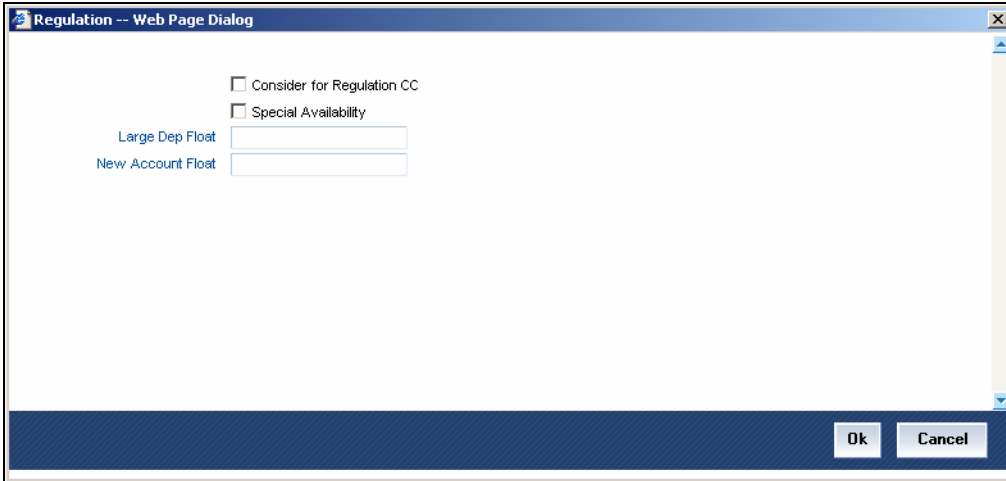 Regulation -- Web Page Dialog
Consider for Regulation CC
Special Availability
Large Dep Float
New Account Float
Ok
Cancel